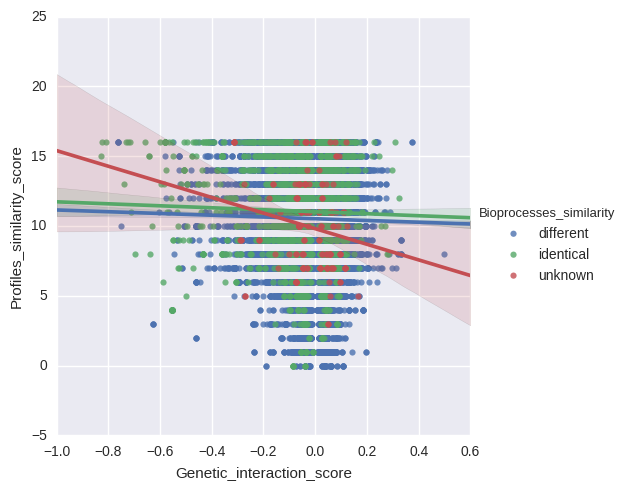 25
20
15
10
5
0
−5
Profiles_similarity_score
−1.0 −0.8 −0.6 −0.4 −0.2 0.0 0.2 0.4 0.6
Genetic_interaction_score
Bioprocesses_similarity
different
identical
unknown